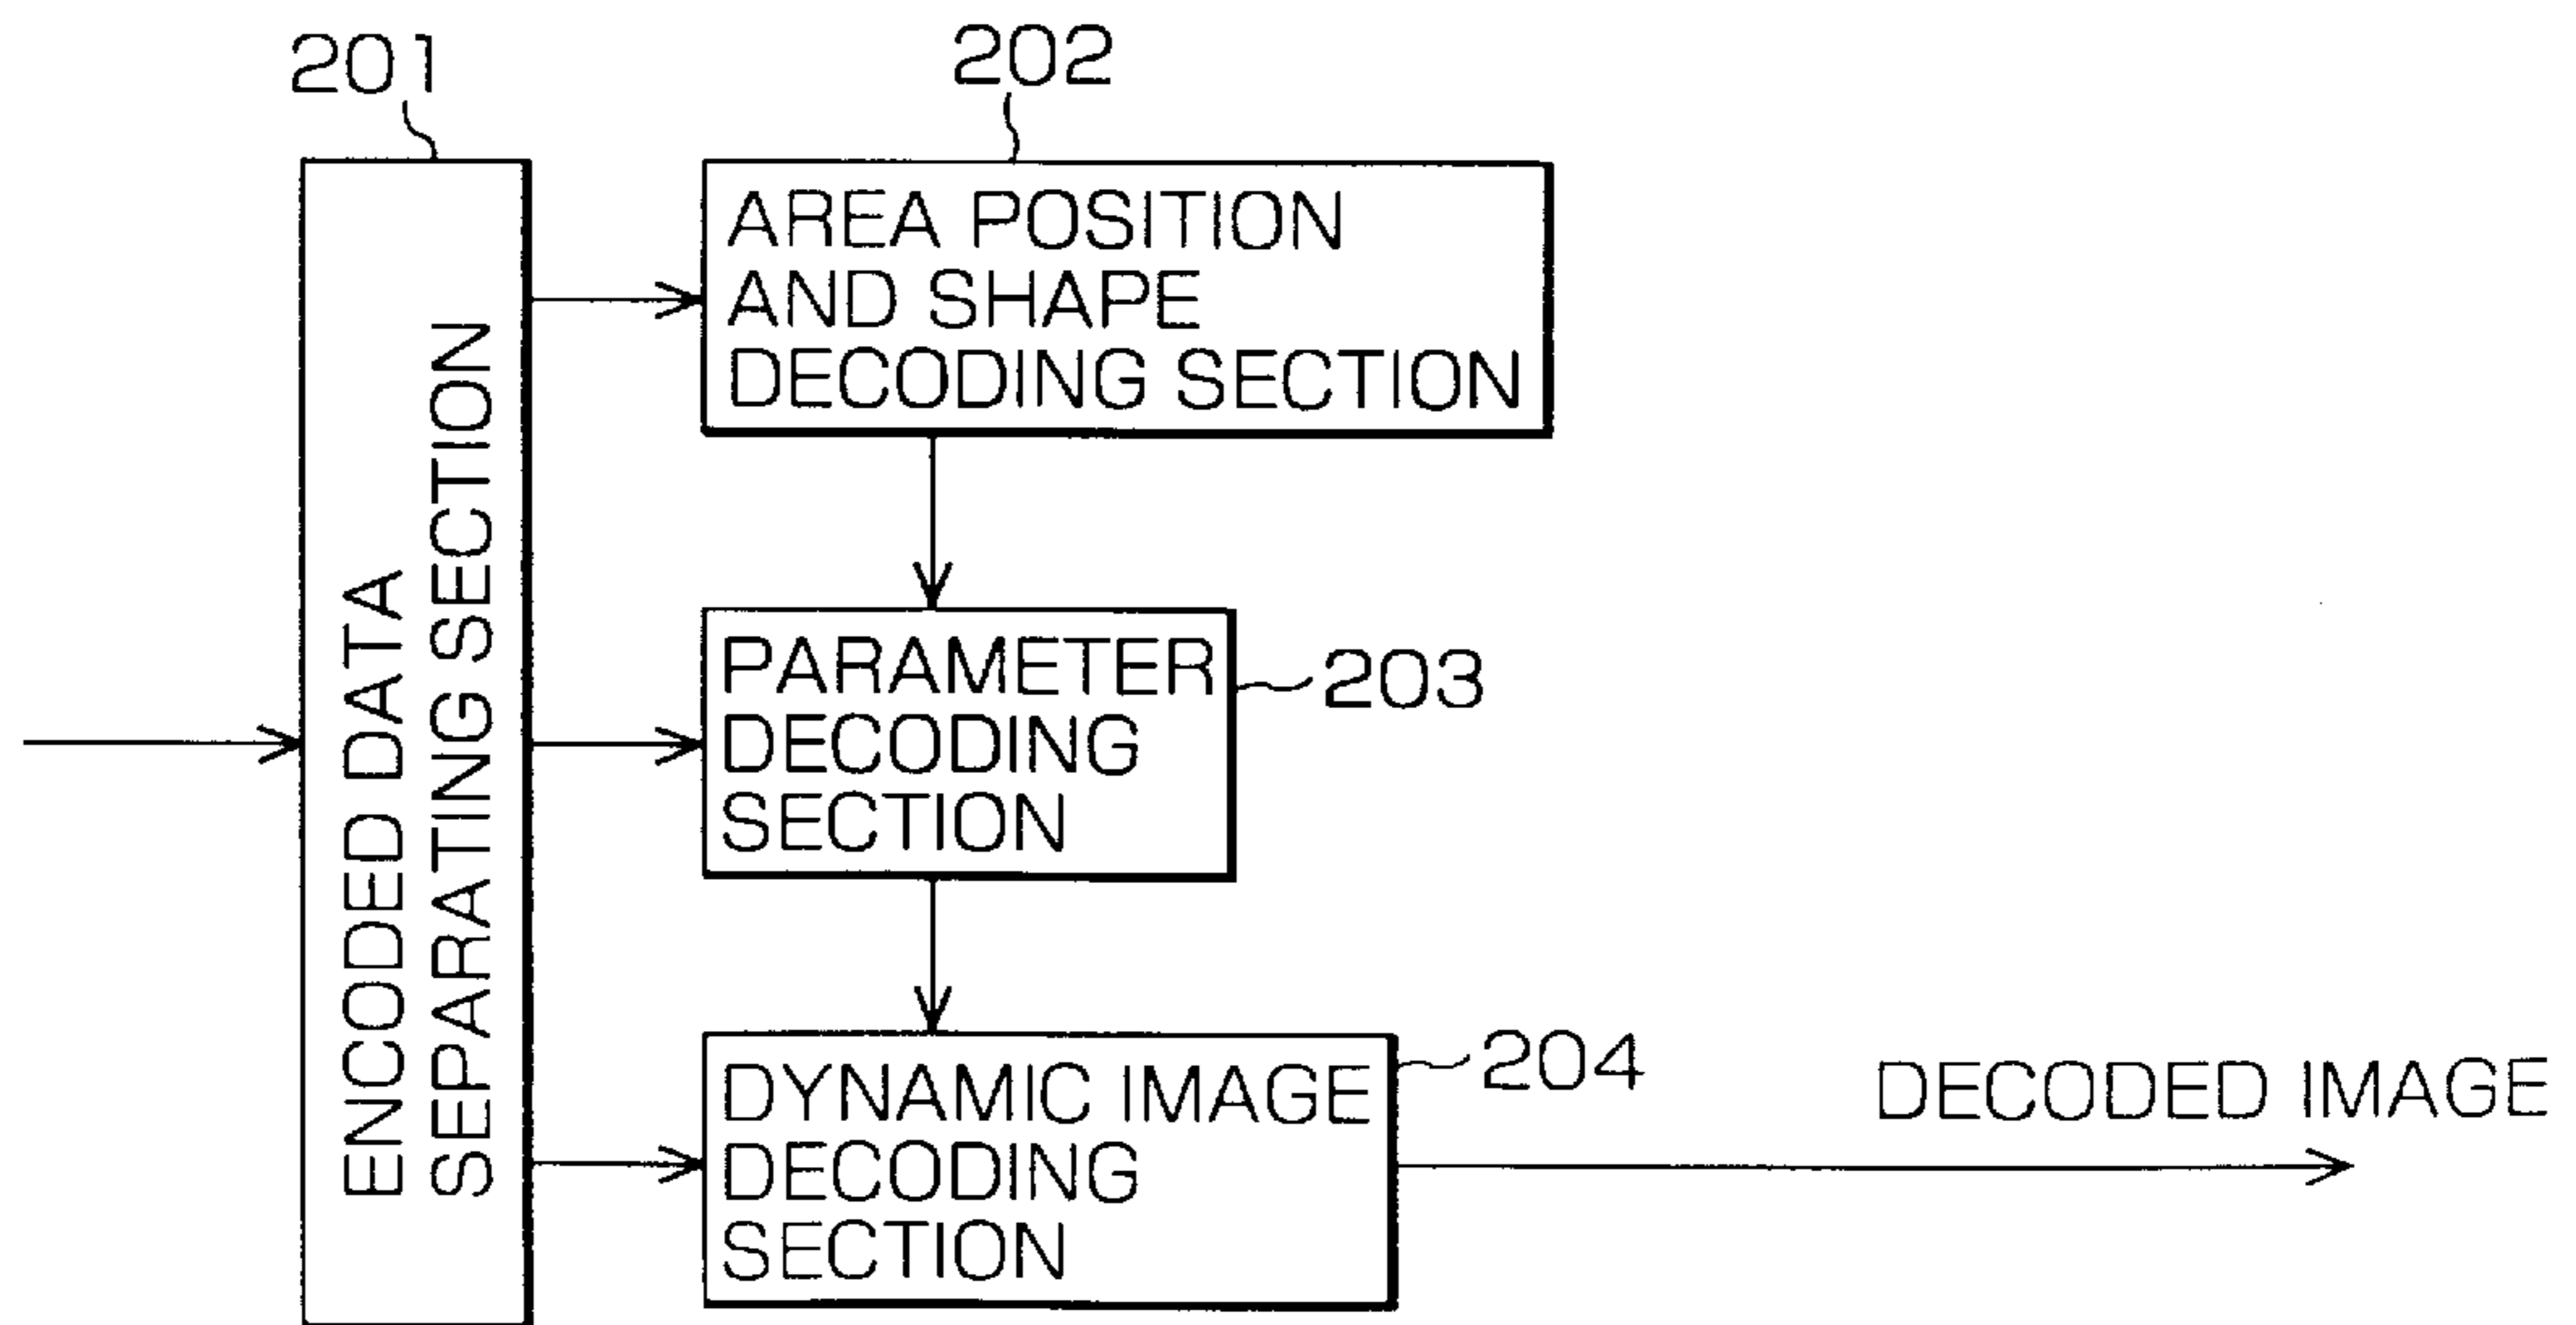 201
202
ENCODED DATA
SEPARATING SECTION
AREA POSITION
AND SHAPE
DECODING SECTION
PARAMETER
DECODING
SECTION
203
DYNAMIC IMAGE
DECODING
SECTION
204
DECODED IMAGE